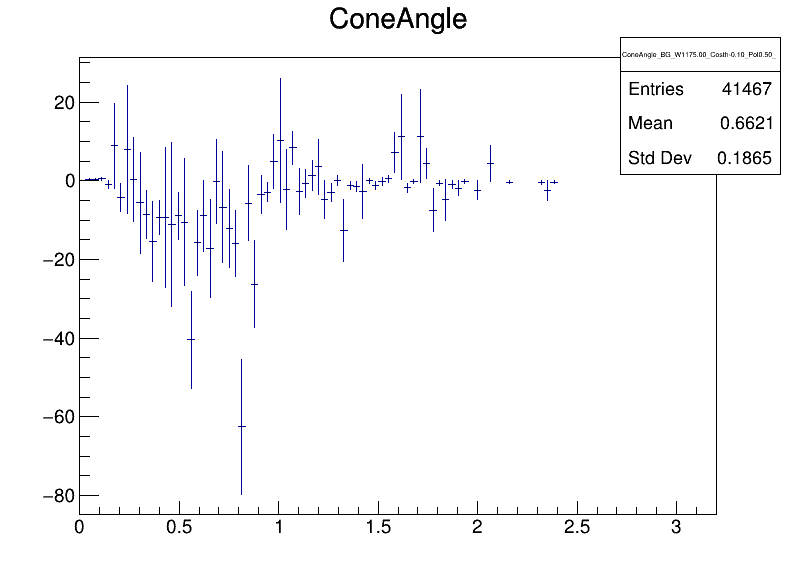 ConeAngle
ConeAngle_BG_W1175.00_Costh-0.10_Pol0.50_
Entries 41467
Mean 0.6621
Std Dev 0.1865
20
0
−20
−40
−60
−80
0 0.5 1 1.5 2 2.5 3